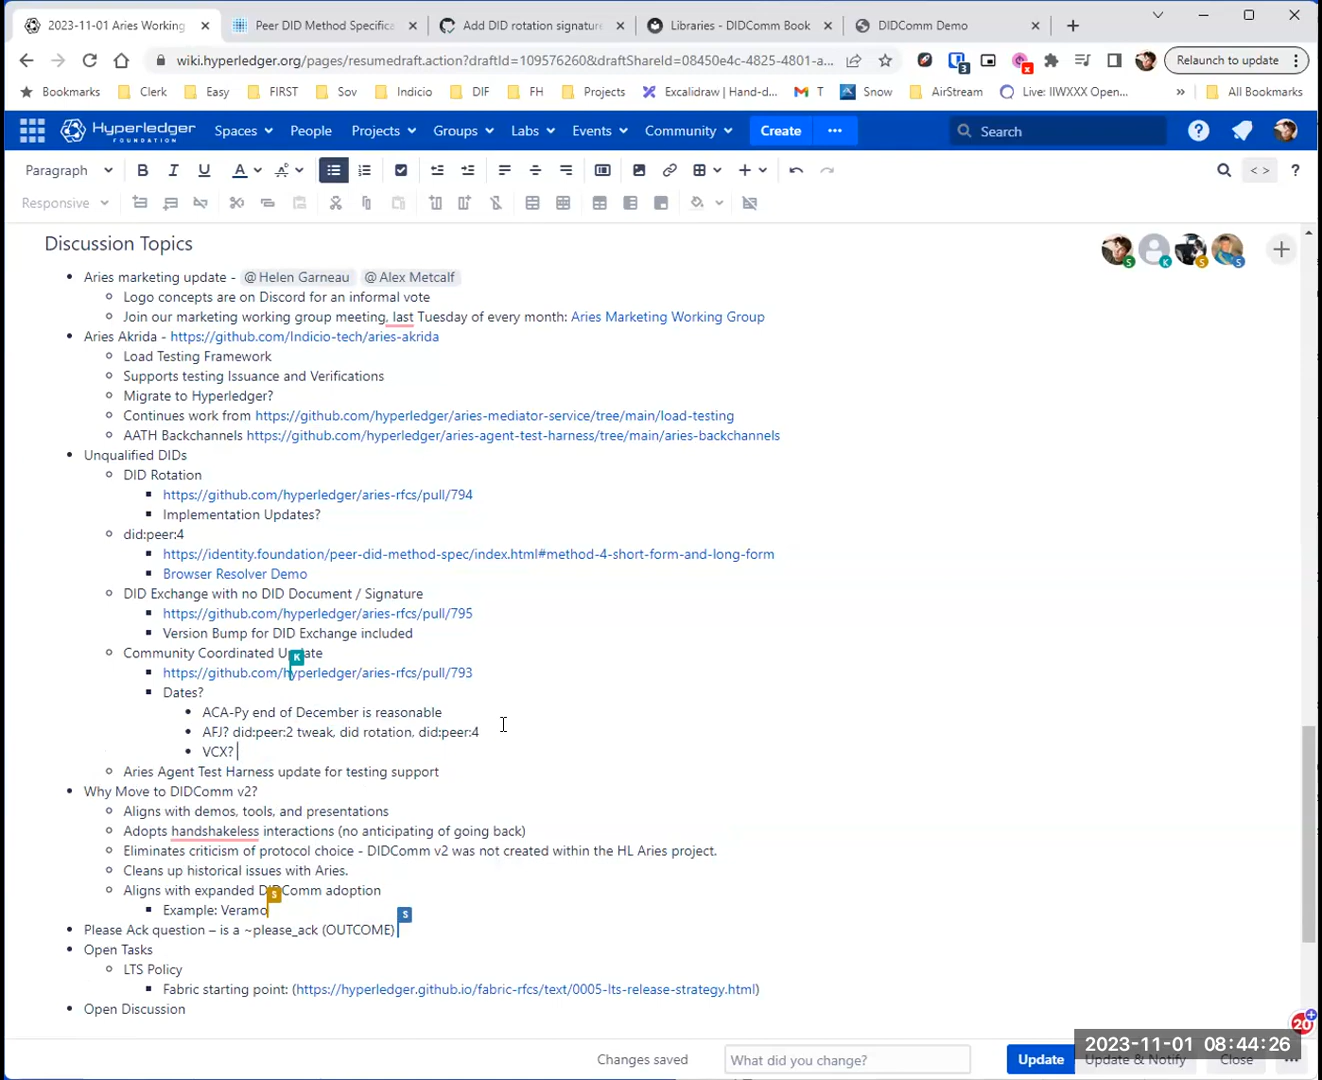 2023-11-01 Aries Working
Peer DID Method Specifica
Add DID rotation signature
Libraries - DIDComm Book
DIDComm Demo
wiki.hyperledger.org/pages/resumedraft.action?draftId=109576260&draftShareId=08450e4c-4825-4801-a...
3
Relaunch to update
Bookmarks
Clerk
Easy
FIRST
Sov
Indicio
DIF
FH
Projects
Excalidraw | Hand-d...
T
Snow
AirStream
Live: IIWXXX Open...
»
All Bookmarks
HYPERLEDGER
FOUNDATION
Spaces
People
Projects
Groups
Labs
Events
Community
Create
Search
Paragraph
B
I
U
A
< >
?
Responsive
Discussion Topics
S K S S
Aries marketing update - @Helen Garneau @Alex Metcalf
Logo concepts are on Discord for an informal vote
Join our marketing working group meeting, last Tuesday of every month: Aries Marketing Working Group
Aries Akrida - https://github.com/Indicio-tech/aries-akrida
Load Testing Framework
Supports testing Issuance and Verifications
Migrate to Hyperledger?
Continues work from https://github.com/hyperledger/aries-mediator-service/tree/main/load-testing
AATH Backchannels https://github.com/hyperledger/aries-agent-test-harness/tree/main/aries-backchannels
Unqualified DIDs
DID Rotation
https://github.com/hyperledger/aries-rfcs/pull/794
Implementation Updates?
did:peer:4
https://identity.foundation/peer-did-method-spec/index.html#method-4-short-form-and-long-form
Browser Resolver Demo
DID Exchange with no DID Document / Signature
https://github.com/hyperledger/aries-rfcs/pull/795
Version Bump for DID Exchange included
Community Coordinated Update
K
https://github.com/hyperledger/aries-rfcs/pull/793
Dates?
ACA-Py end of December is reasonable
AFJ? did:peer:2 tweak, did rotation, did:peer:4
VCX?
Aries Agent Test Harness update for testing support
Why Move to DIDComm v2?
Aligns with demos, tools, and presentations
Adopts handshakeless interactions (no anticipating of going back)
Eliminates criticism of protocol choice - DIDComm v2 was not created within the HL Aries project.
Cleans up historical issues with Aries.
Aligns with expanded DIDComm adoption
S
Example: Veramo
S
Please Ack question – is a ~please_ack (OUTCOME)
Open Tasks
LTS Policy
Fabric starting point: (https://hyperledger.github.io/fabric-rfcs/text/0005-lts-release-strategy.html)
Open Discussion
20
Changes saved
What did you change?
Update
Update & Notify
Close
2023-11-01 08:44:26